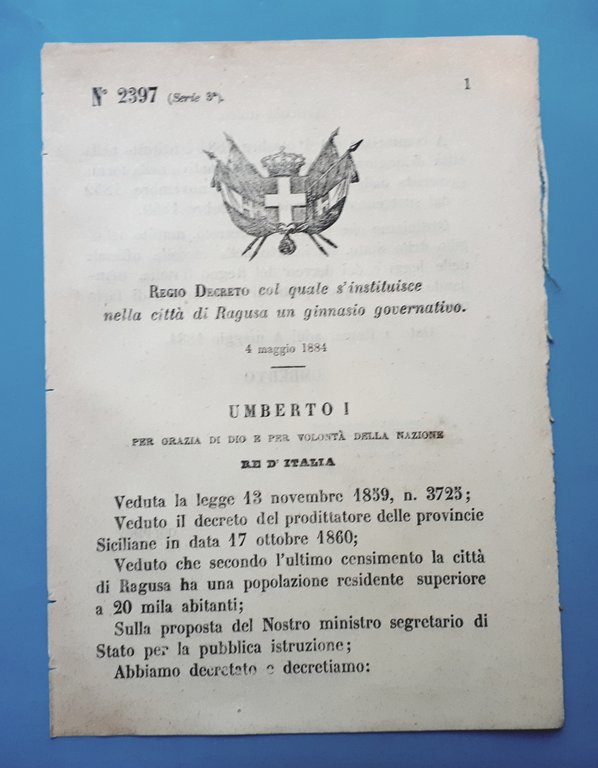 N° 2397 (Serie 3ª).
1
REGIO DECRETO col quale s'instituisce
nella città di Ragusa un ginnasio governativo.
4 maggio 1884
UMBERTO I
PER GRAZIA DI DIO E PER VOLONTÀ DELLA NAZIONE
RE D'ITALIA
Veduta la legge 13 novembre 1859, n. 3725;
Veduto il decreto del prodittatore delle provincie
Siciliane in data 17 ottobre 1860;
Veduto che secondo l'ultimo censimento la città
di Ragusa ha una popolazione residente superiore
a 20 mila abitanti;
Sulla proposta del Nostro ministro segretario di
Stato per la pubblica istruzione;
Abbiamo decretato e decretiamo: